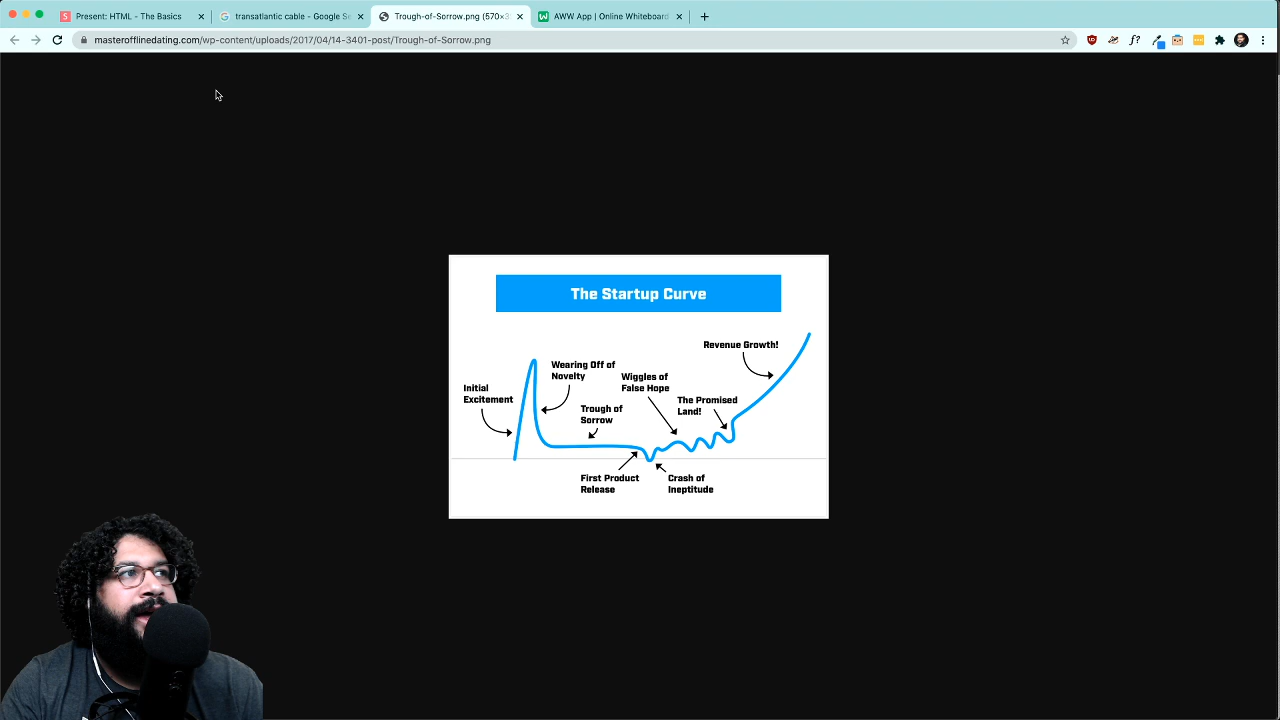 Present: HTML - The Basics
transatlantic cable - Google Se
Trough-of-Sorrow.png (570×3
AWW App | Online Whiteboard
masterofflinedating.com/wp-content/uploads/2017/04/14-3401-post/Trough-of-Sorrow.png
The Startup Curve
Revenue Growth!
Wearing Off of
Novelty
Wiggles of
False Hope
Initial
Excitement
The Promised
Land!
Trough of
Sorrow
First Product
Release
Crash of
Ineptitude